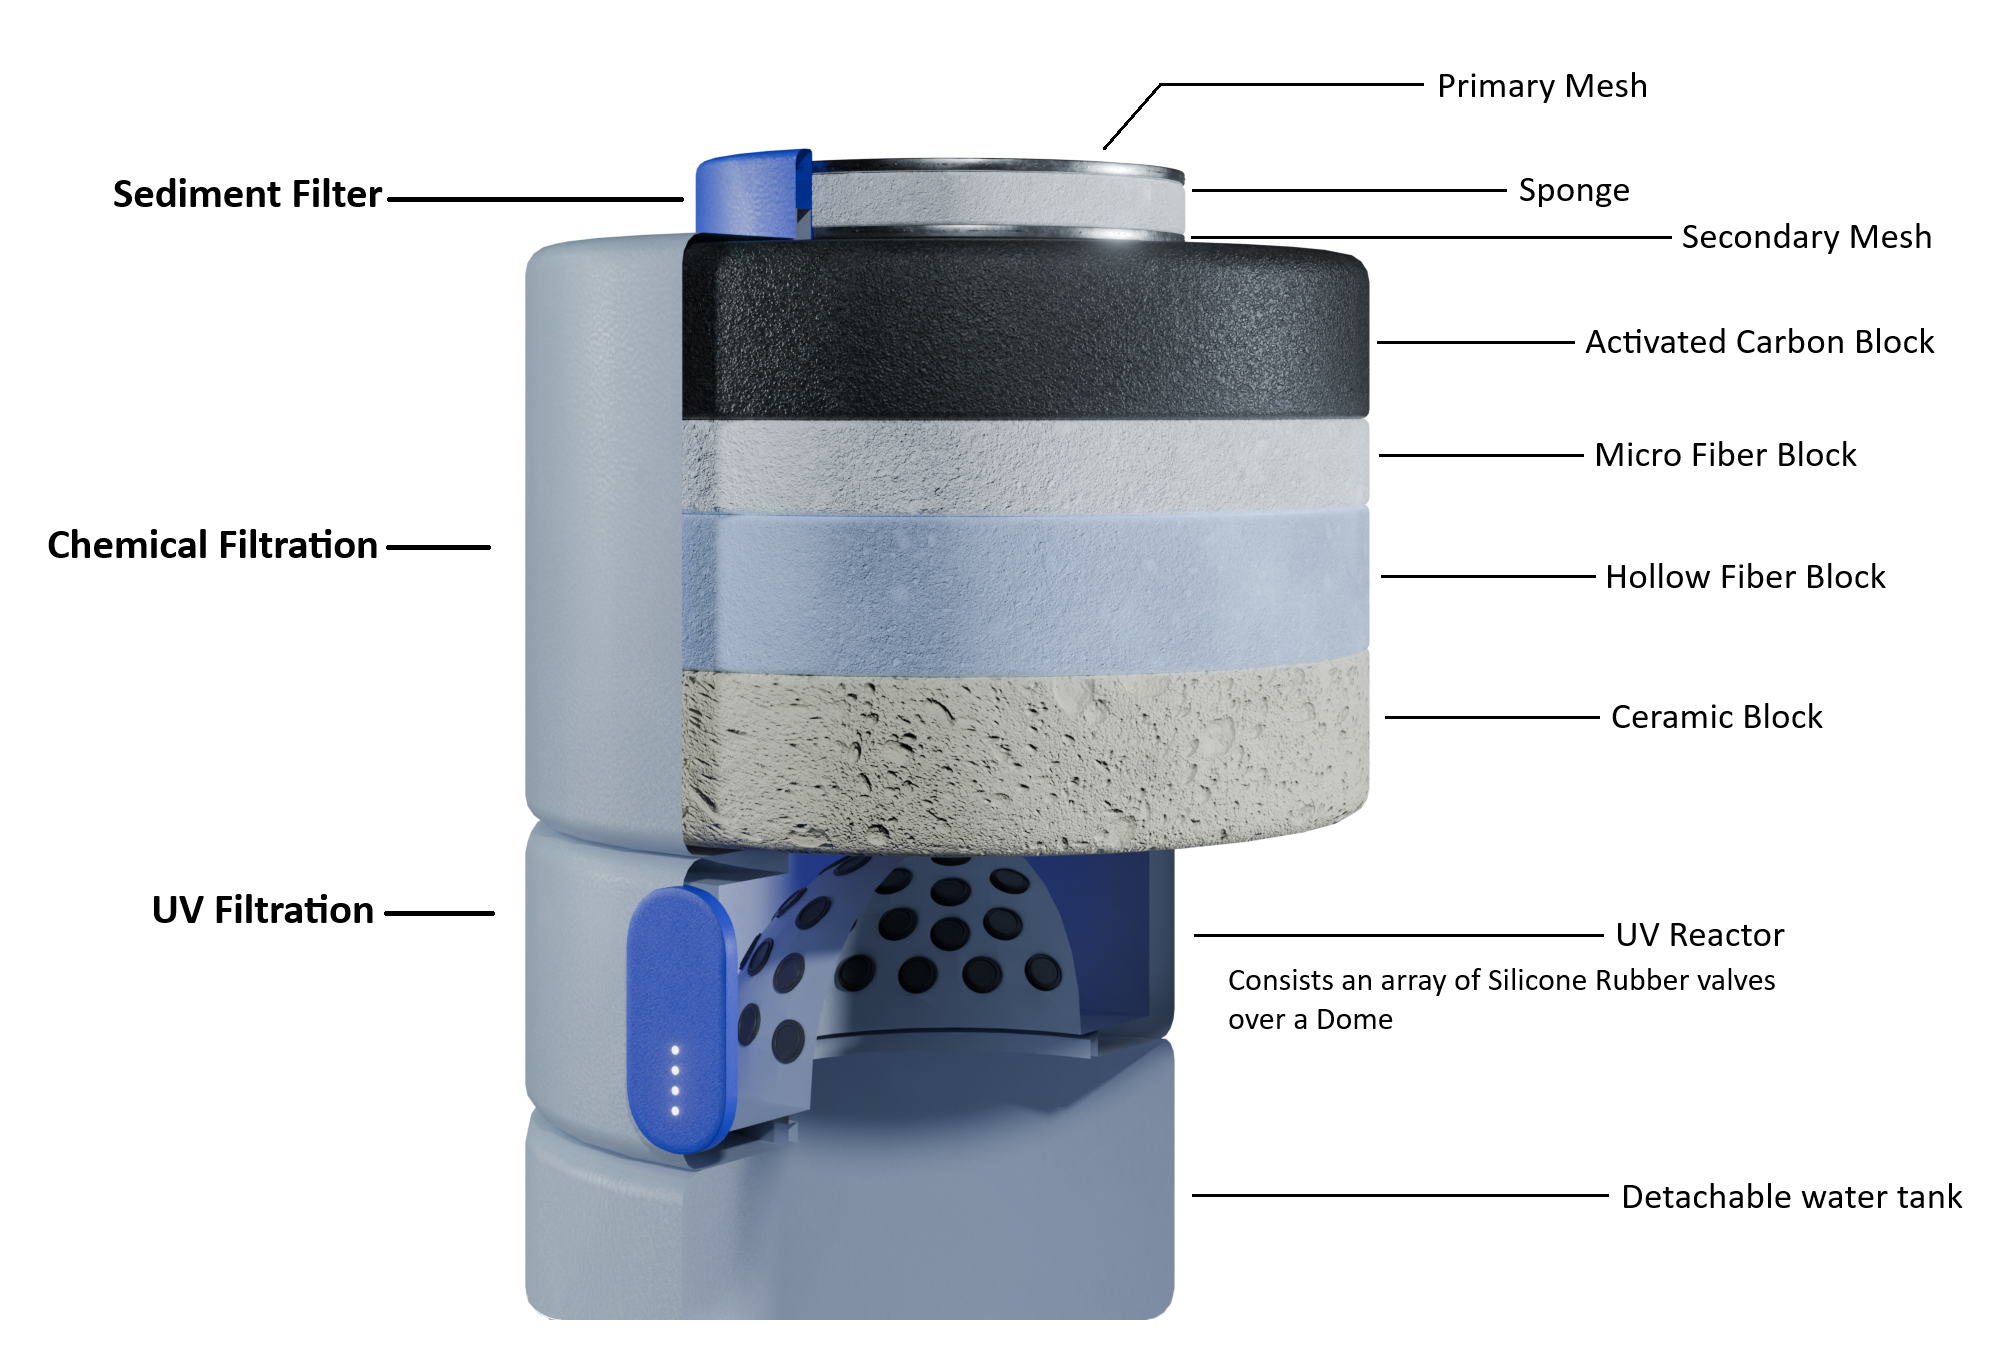 Primary Mesh
Sediment Filter
Sponge
Secondary Mesh
Activated Carbon Block
Micro Fiber Block
Chemical Filtration
Hollow Fiber Block
Ceramic Block
UV Filtration
UV Reactor
Consists an array of Silicone Rubber valves
over a Dome
Detachable water tank